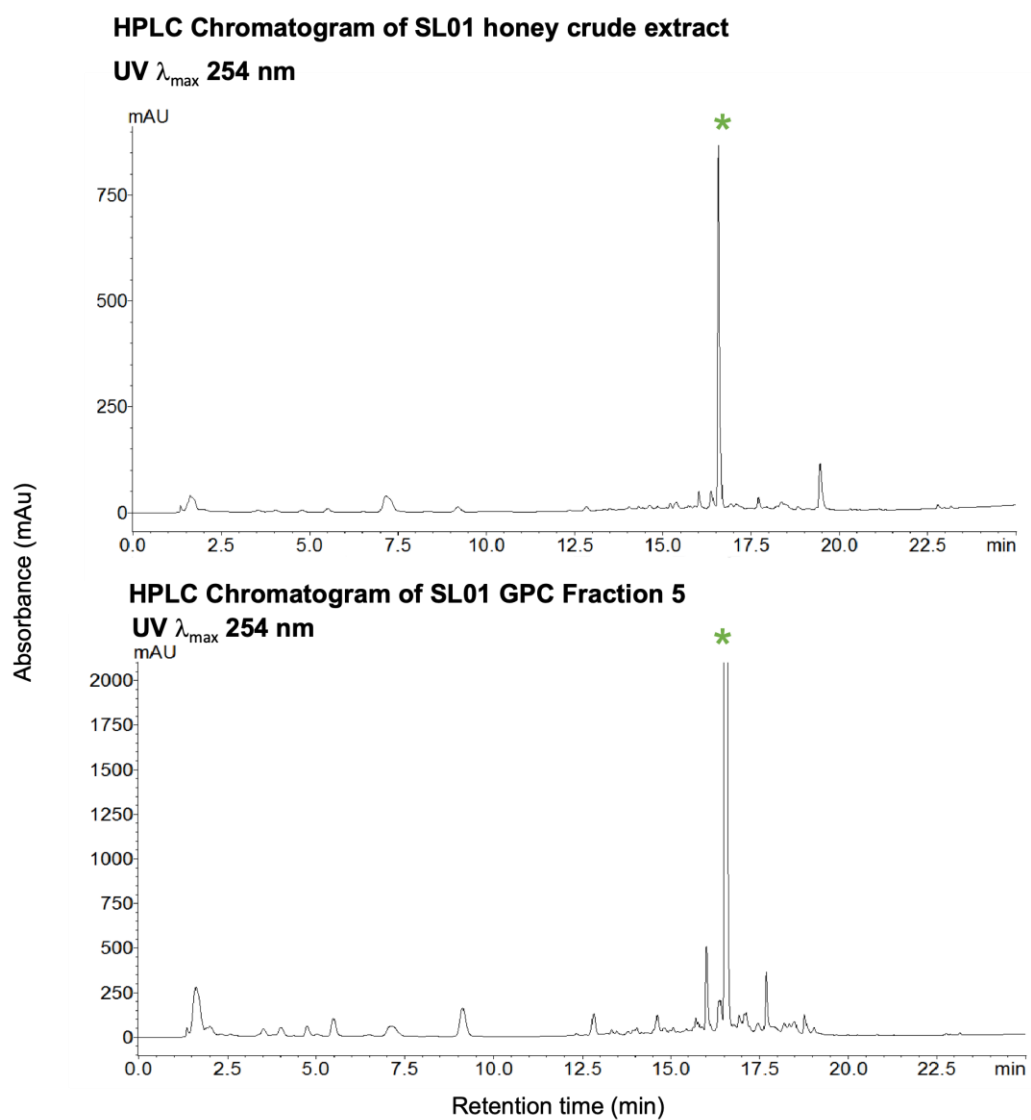 HPLC Chromatogram of SL01 honey crude extract
UV λmax 254 nm
mAU
*
750
500
250
0
0.0 2.5 5.0 7.5 10.0 12.5 15.0 17.5 20.0 22.5 min
HPLC Chromatogram of SL01 GPC Fraction 5
UV λmax 254 nm
mAU
*
2000
1750
1500
1250
1000
750
500
250
0
0.0 2.5 5.0 7.5 10.0 12.5 15.0 17.5 20.0 22.5 min
Absorbance (mAu)
Retention time (min)